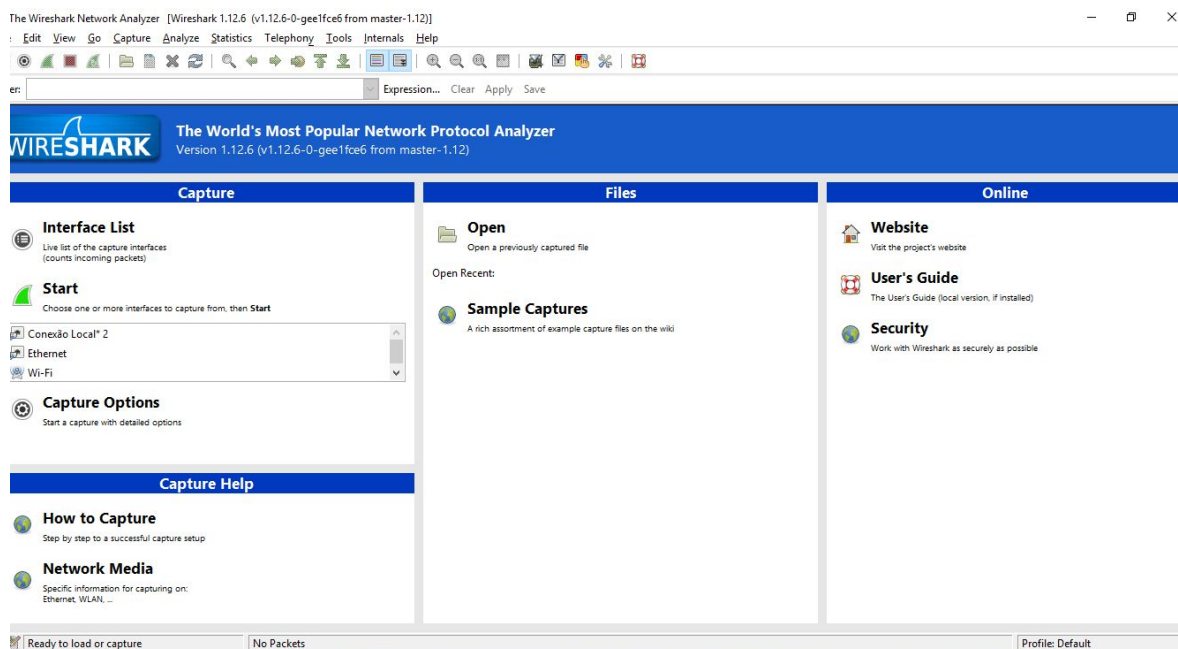 The Wireshark Network Analyzer [Wireshark 1.12.6 (v1.12.6-0-gee1fce6 from master-1.12)]
Edit View Go Capture Analyze Statistics Telephony Tools Internals Help
er: Expression... Clear Apply Save
WIRESHARK
The World's Most Popular Network Protocol Analyzer
Version 1.12.6 (v1.12.6-0-gee1fce6 from master-1.12)
Capture
Interface List
Live list of the capture interfaces
(counts incoming packets)
Start
Choose one or more interfaces to capture from, then Start
Conexão Local* 2
Ethernet
Wi-Fi
Capture Options
Start a capture with detailed options
Capture Help
How to Capture
Step by step to a successful capture setup
Network Media
Specific information for capturing on:
Ethernet, WLAN, ...
Files
Open
Open a previously captured file
Open Recent:
Sample Captures
A rich assortment of example capture files on the wiki
Online
Website
Visit the project's website
User's Guide
The User's Guide (local version, if installed)
Security
Work with Wireshark as securely as possible
Ready to load or capture No Packets Profile: Default